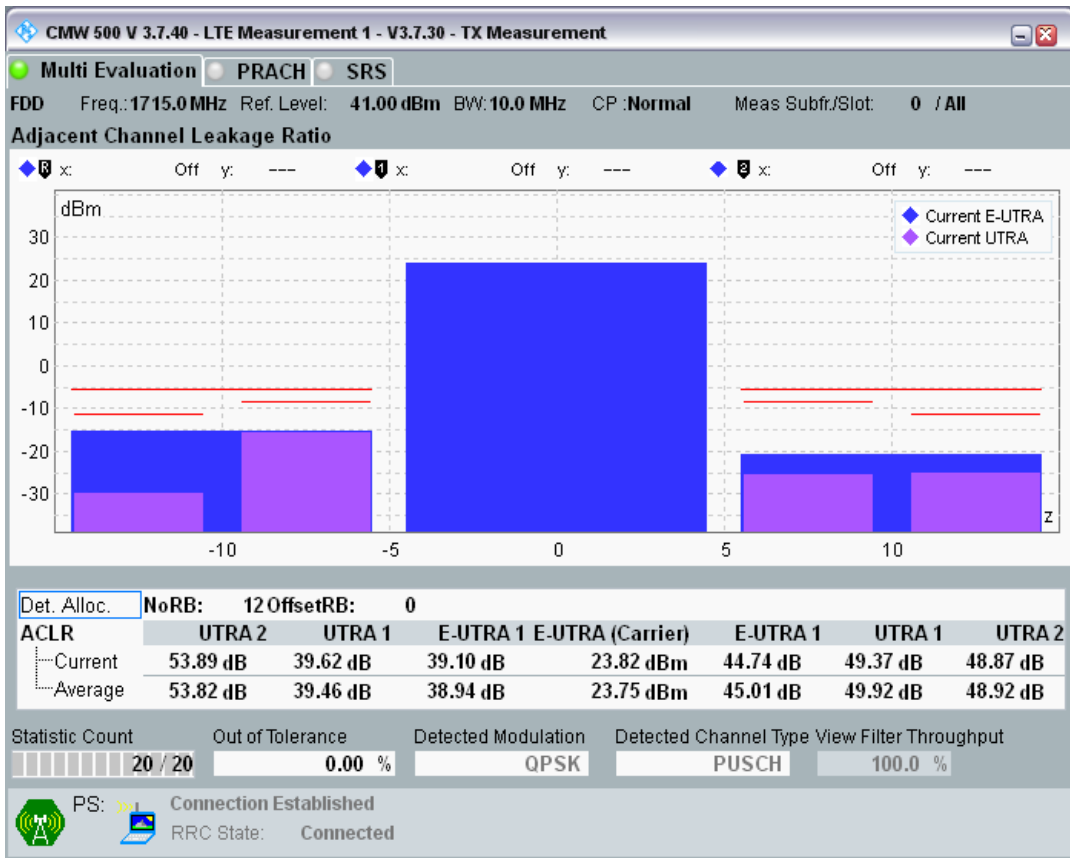 CMW 500 V 3.7.40 - LTE Measurement 1 - V3.7.30 - TX Measurement
Multi Evaluation PRACH SRS
FDD Freq.: 1715.0 MHz Ref. Level: 41.00 dBm BW: 10.0 MHz CP : Normal Meas Subfr./Slot: 0 / All
Adjacent Channel Leakage Ratio
R x: Off y: --- 1 x: Off y: --- 2 x: Off y: ---
dBm
Current E-UTRA
Current UTRA
30
20
10
0
-10
-20
-30
z
-10 -5 0 5 10
Det. Alloc. NoRB: 12 OffsetRB: 0
ACLR UTRA 2 UTRA 1 E-UTRA 1 E-UTRA (Carrier) E-UTRA 1 UTRA 1 UTRA 2
Current 53.89 dB 39.62 dB 39.10 dB 23.82 dBm 44.74 dB 49.37 dB 48.87 dB
Average 53.82 dB 39.46 dB 38.94 dB 23.75 dBm 45.01 dB 49.92 dB 48.92 dB
Statistic Count Out of Tolerance Detected Modulation Detected Channel Type View Filter Throughput
20 / 20 0.00 % QPSK PUSCH 100.0 %
PS: Connection Established
RRC State: Connected